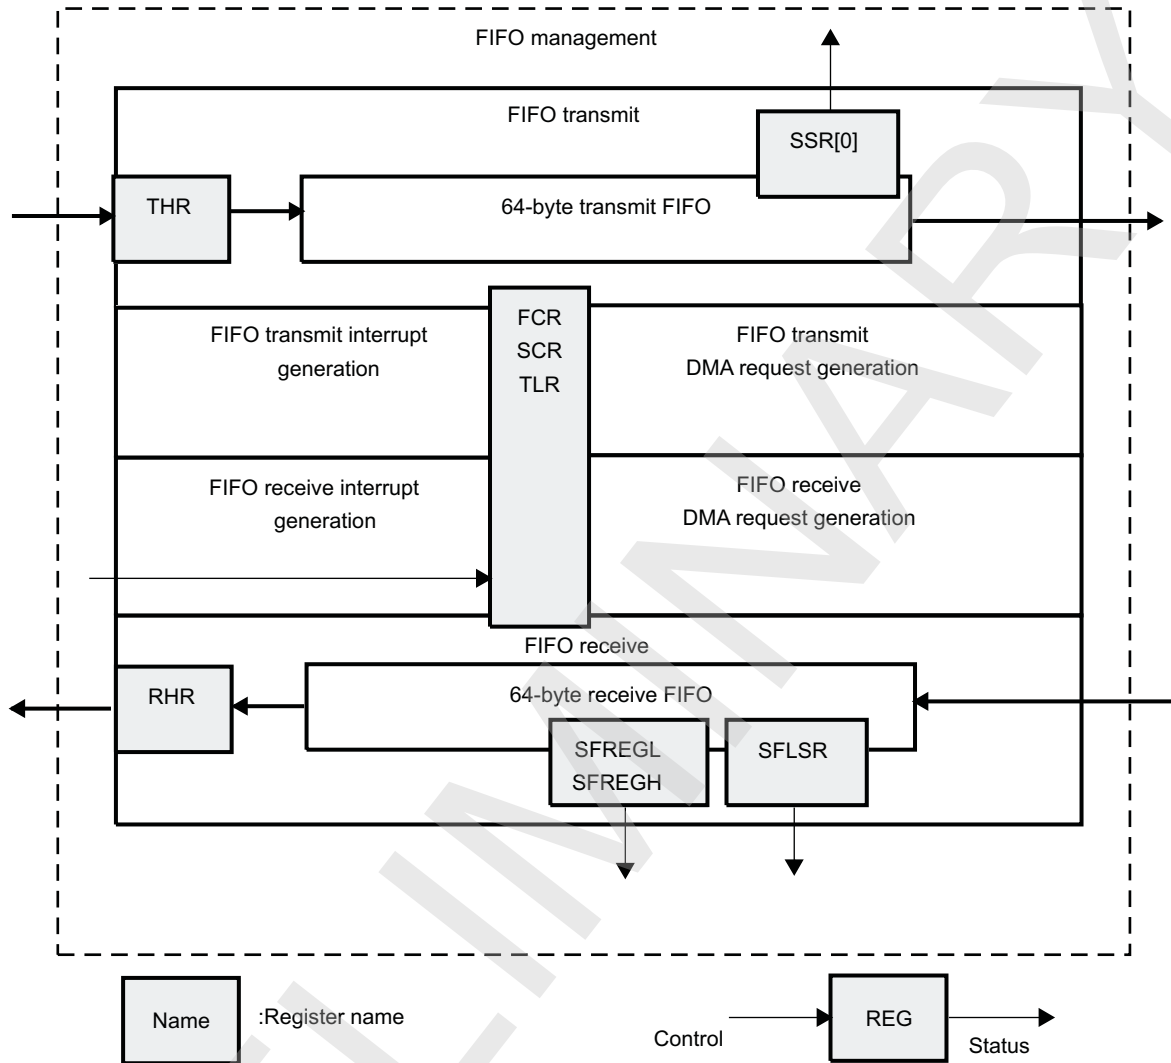 FIFO management
FIFO transmit
SSR[0]
THR
64-byte transmit FIFO
FIFO transmit interrupt
generation
FCR
SCR
TLR
FIFO transmit
DMA request generation
FIFO receive interrupt
generation
FIFO receive
DMA request generation
FIFO receive
RHR
64-byte receive FIFO
SFREGL
SFREGH
SFLSR
Name
:Register name
Control
REG
Status
ELIMINARY